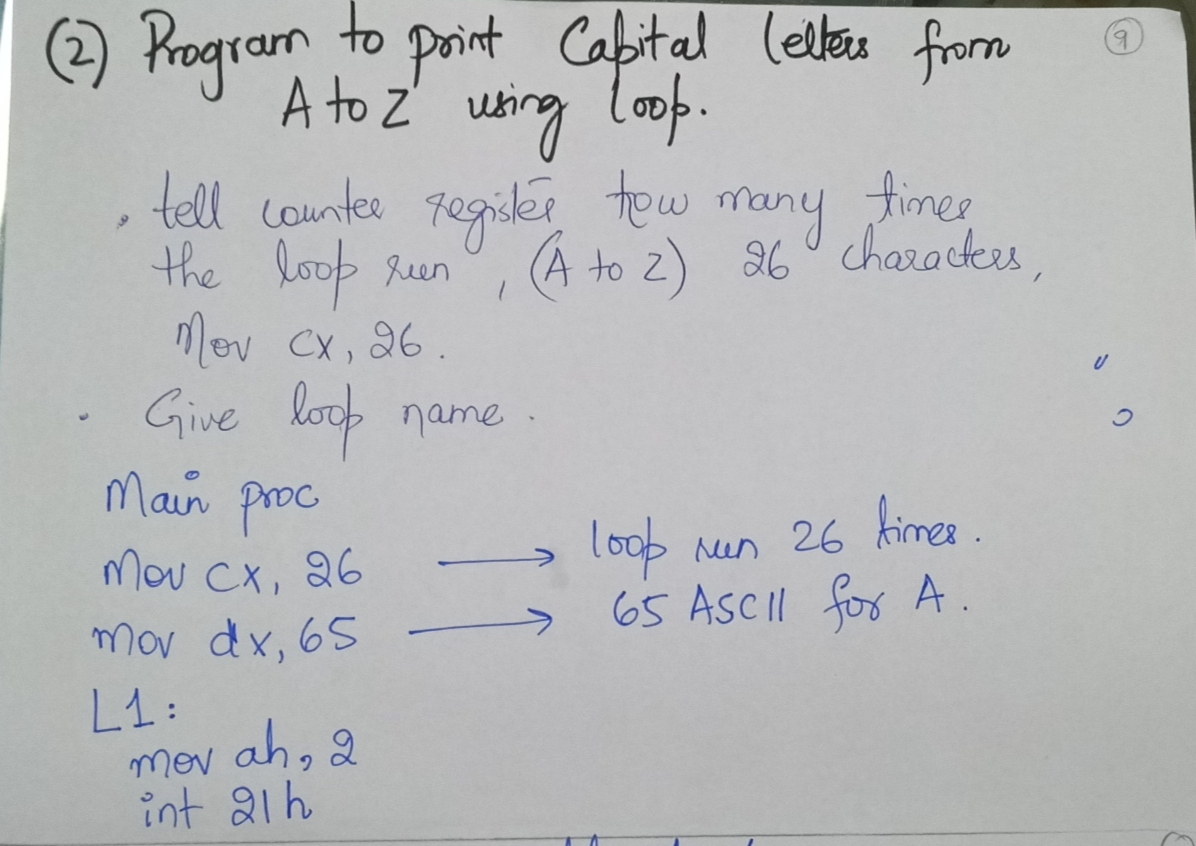 (2) Program to print Capital letters from
9
A to Z using loop.
• tell counter register how many times
the loop run, (A to Z) 26 characters,
Mov cx, 26.
• Give loop name.
Main proc
Mov cx, 26 → loop run 26 times.
mov dx, 65 → 65 ASCII for A.
L1:
mov ah, 2
int 21h